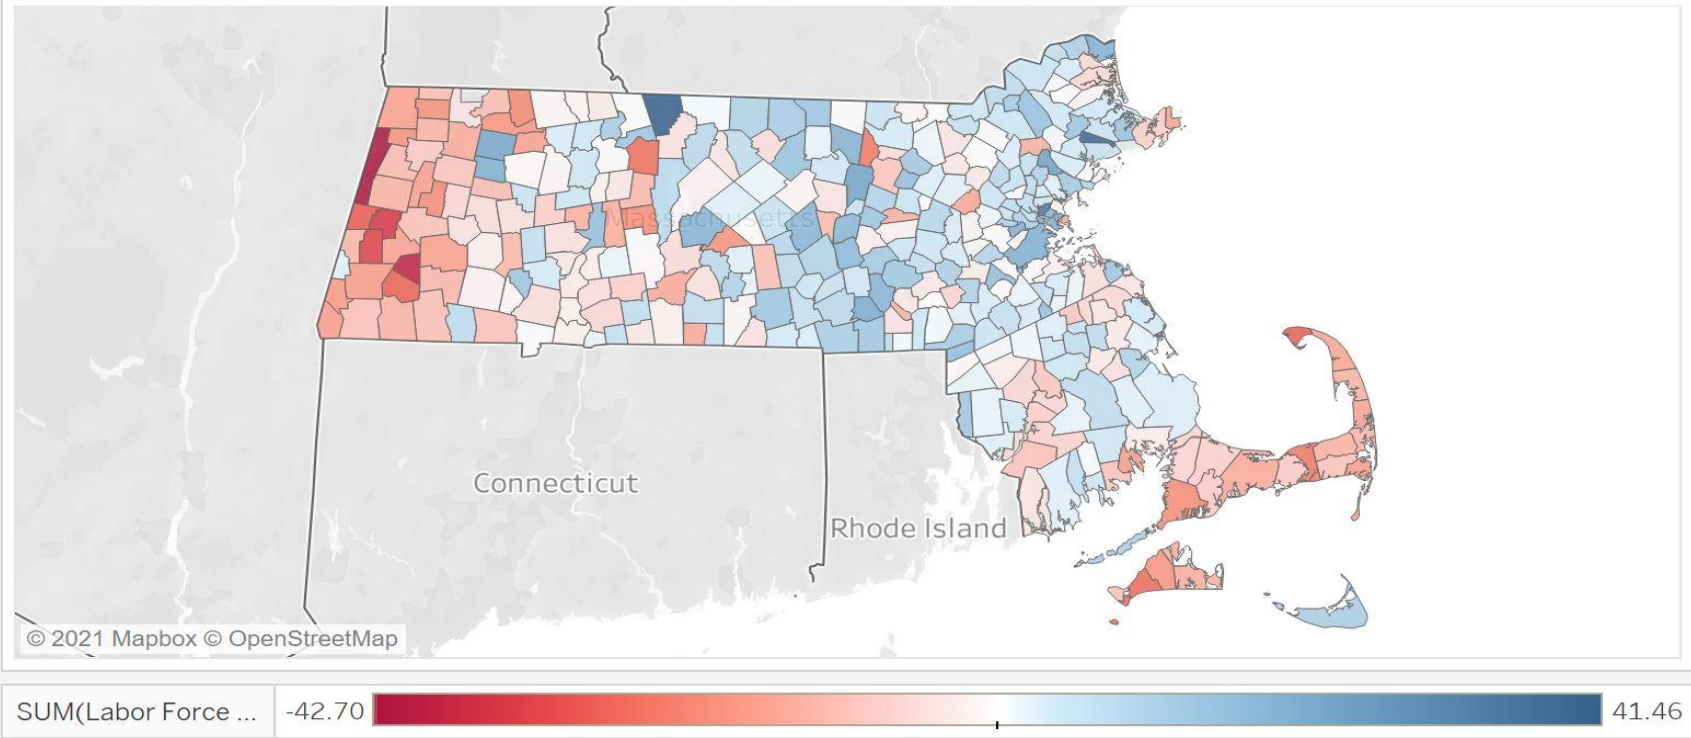 Massachusetts
Connecticut
Rhode Island
© 2021 Mapbox © OpenStreetMap
SUM(Labor Force ... -42.70 41.46